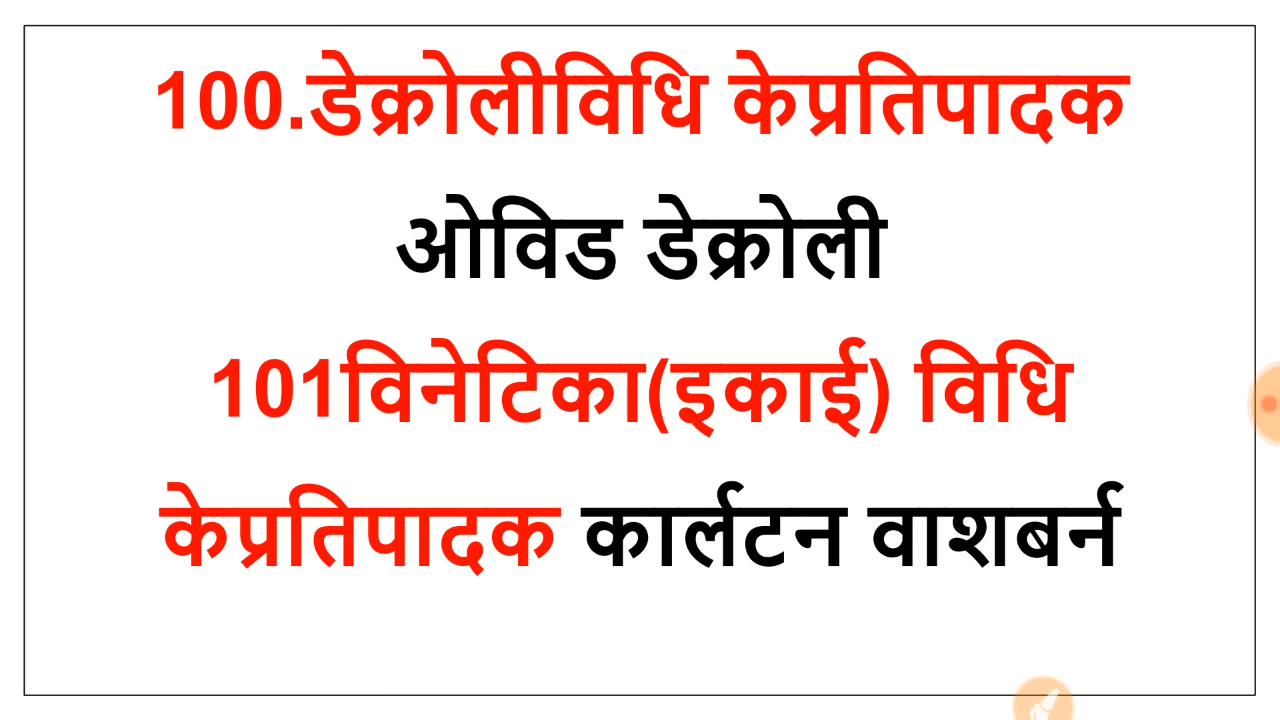 100.डेक्रोलीविधि केप्रतिपादक
ओविड डेक्रोली
101विनेटिका(इकाई) विधि
केप्रतिपादक कार्लटन वाशबर्न